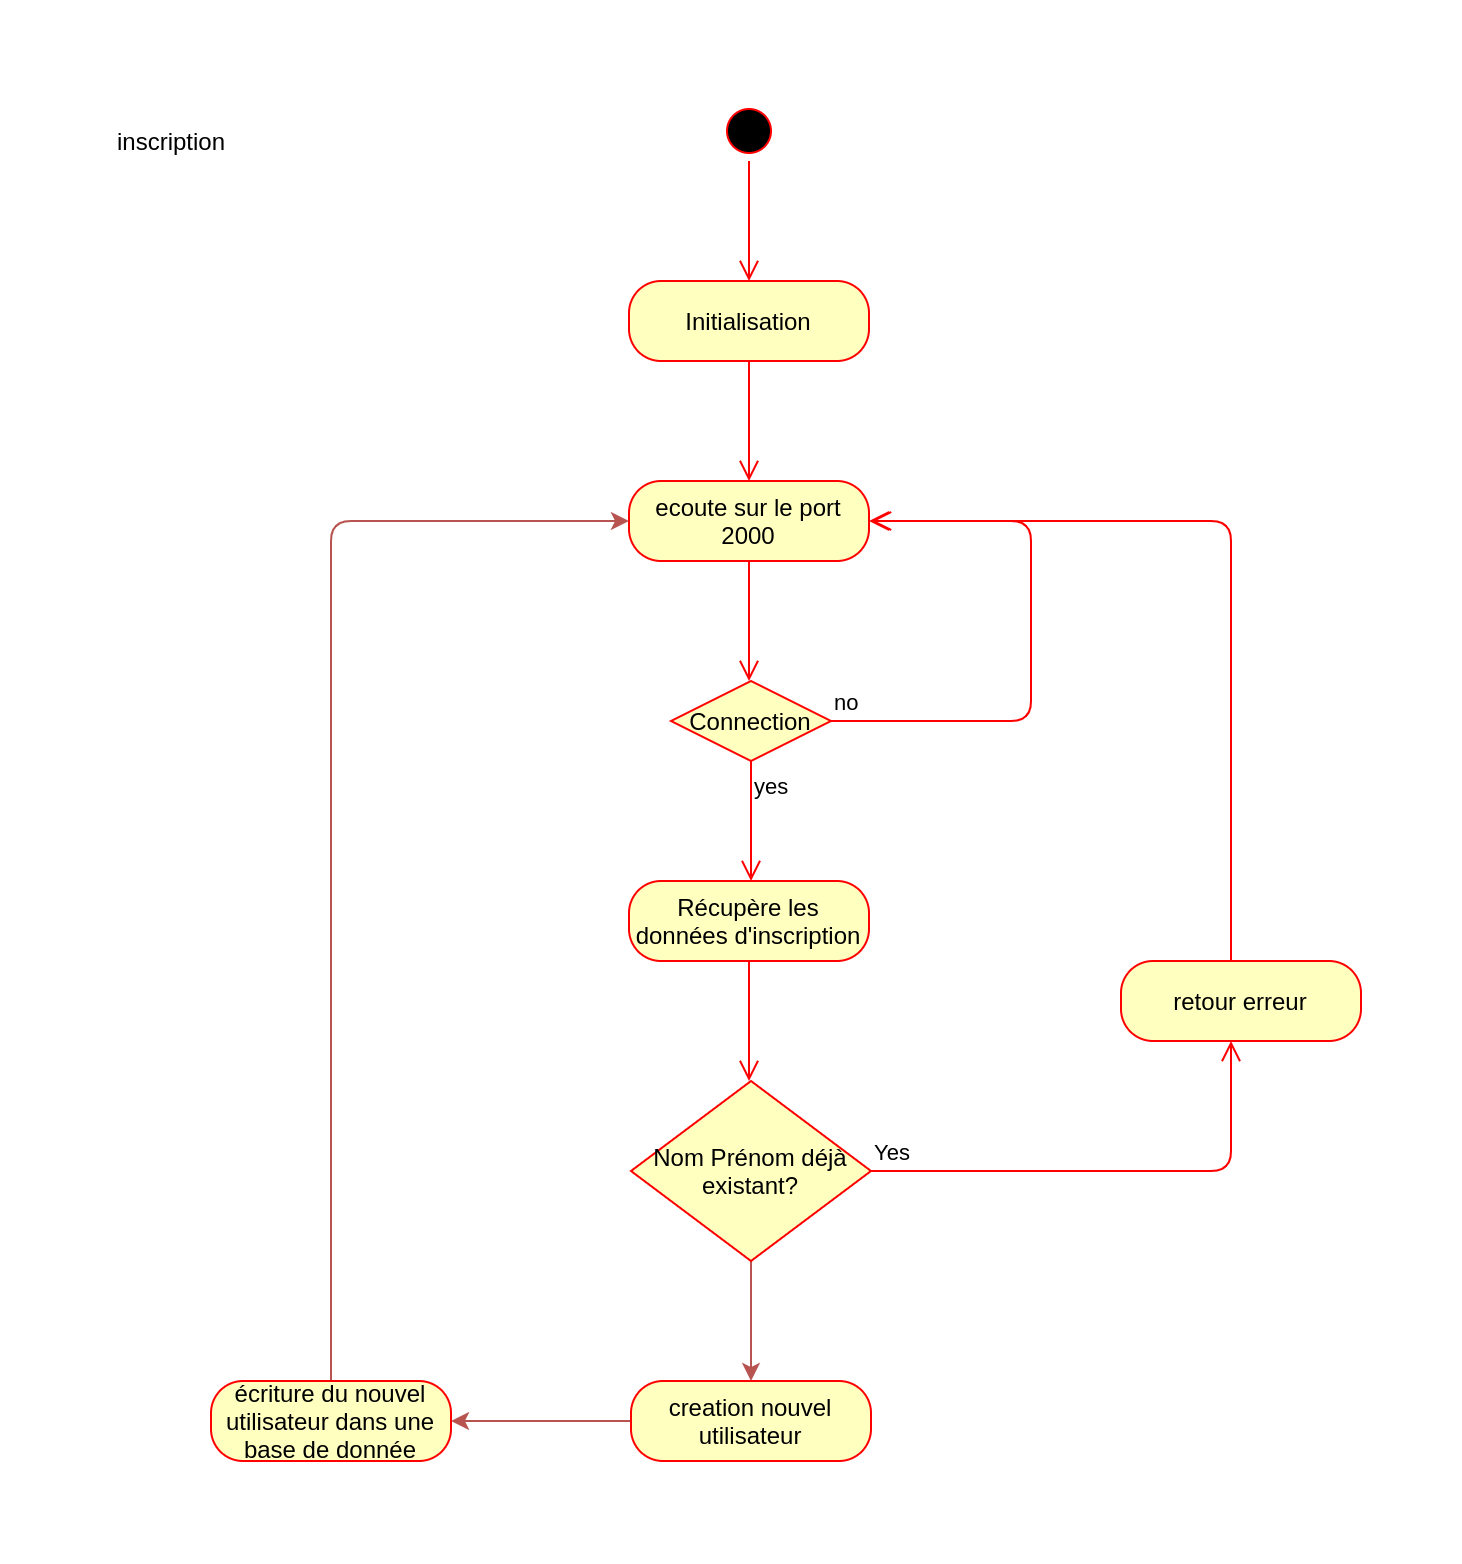 inscription
Initialisation
ecoute sur le port
2000
Connection
no
yes
Récupère les
données d'inscription
retour erreur
Nom Prénom déjà
existant?
Yes
écriture du nouvel
utilisateur dans une
base de donnée
creation nouvel
utilisateur